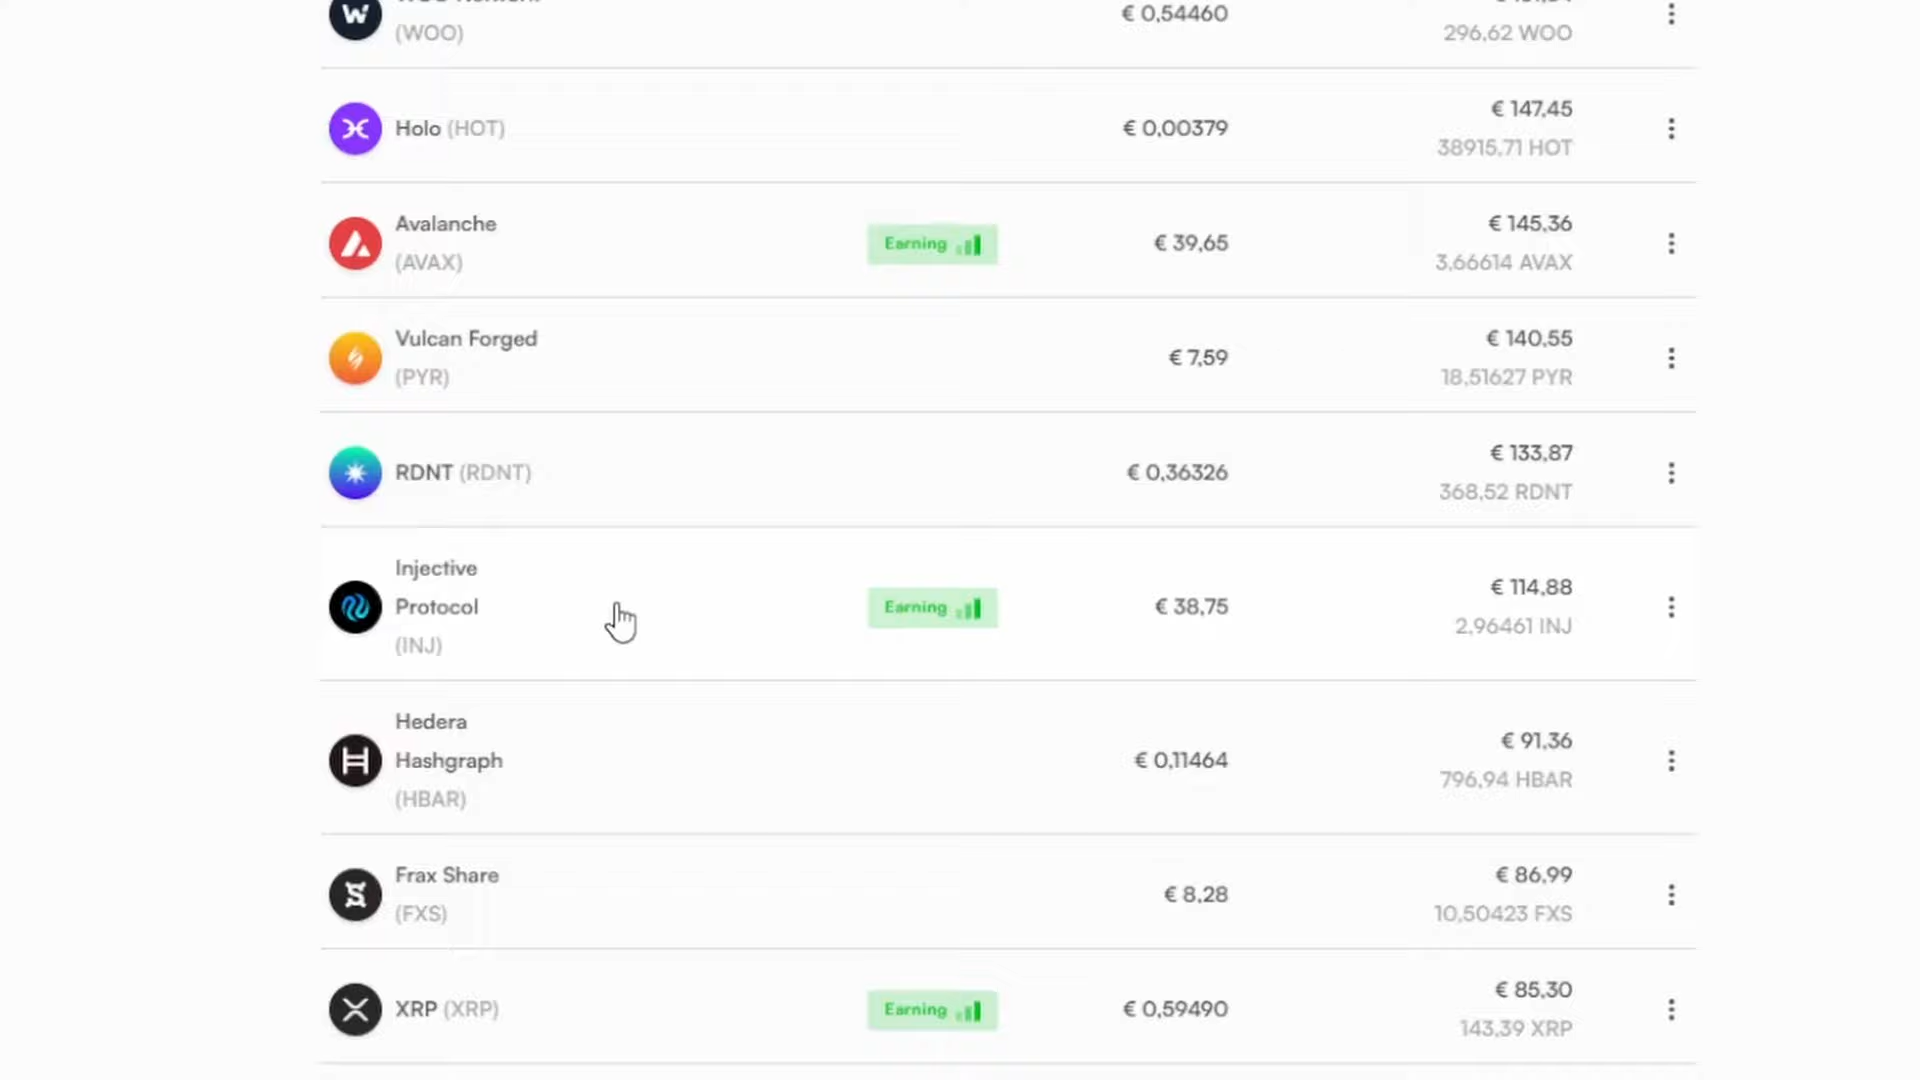 € 0,54460
(WOO)
296,62 WOO
Holo (HOT)
€ 0,00379
€ 147,45
38915,71 HOT
Avalanche
(AVAX)
Earning
€ 39,65
€ 145,36
3,66614 AVAX
Vulcan Forged
(PYR)
€ 7,59
€ 140,55
18,51627 PYR
RDNT (RDNT)
€ 0,36326
€ 133,87
368,52 RDNT
Injective
Protocol
(INJ)
Earning
€ 38,75
€ 114,88
2,96461 INJ
Hedera
Hashgraph
(HBAR)
€ 0,11464
€ 91,36
796,94 HBAR
Frax Share
(FXS)
€ 8,28
€ 86,99
10,50423 FXS
XRP (XRP)
Earning
€ 0,59490
€ 85,30
143,39 XRP